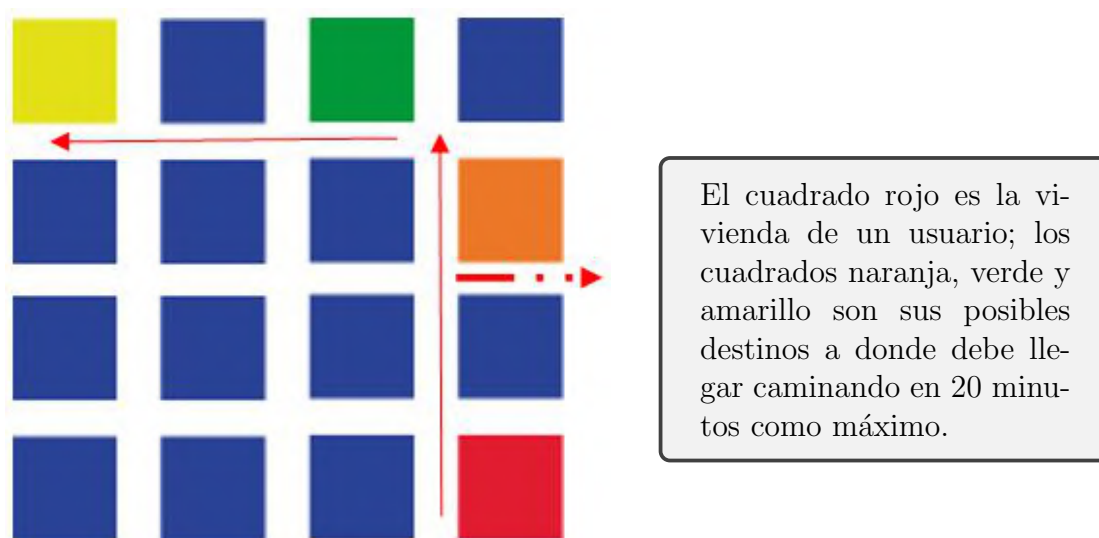 El cuadrado rojo es la vi-
vienda de un usuario; los
cuadrados naranja, verde y
amarillo son sus posibles
destinos a donde debe lle-
gar caminando en 20 minu-
tos como máximo.